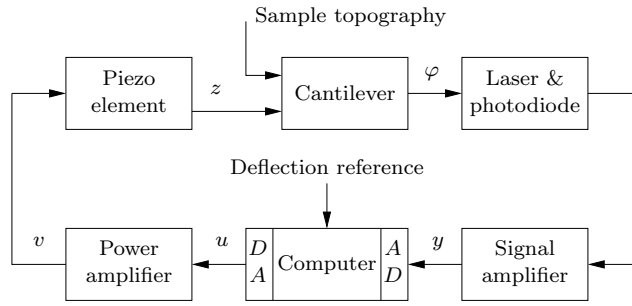 Sample topography
Piezo
element
z
Cantilever
φ
Laser &
photodiode
Deflection reference
v
Power
amplifier
u
D
A
Computer
A
D
y
Signal
amplifier